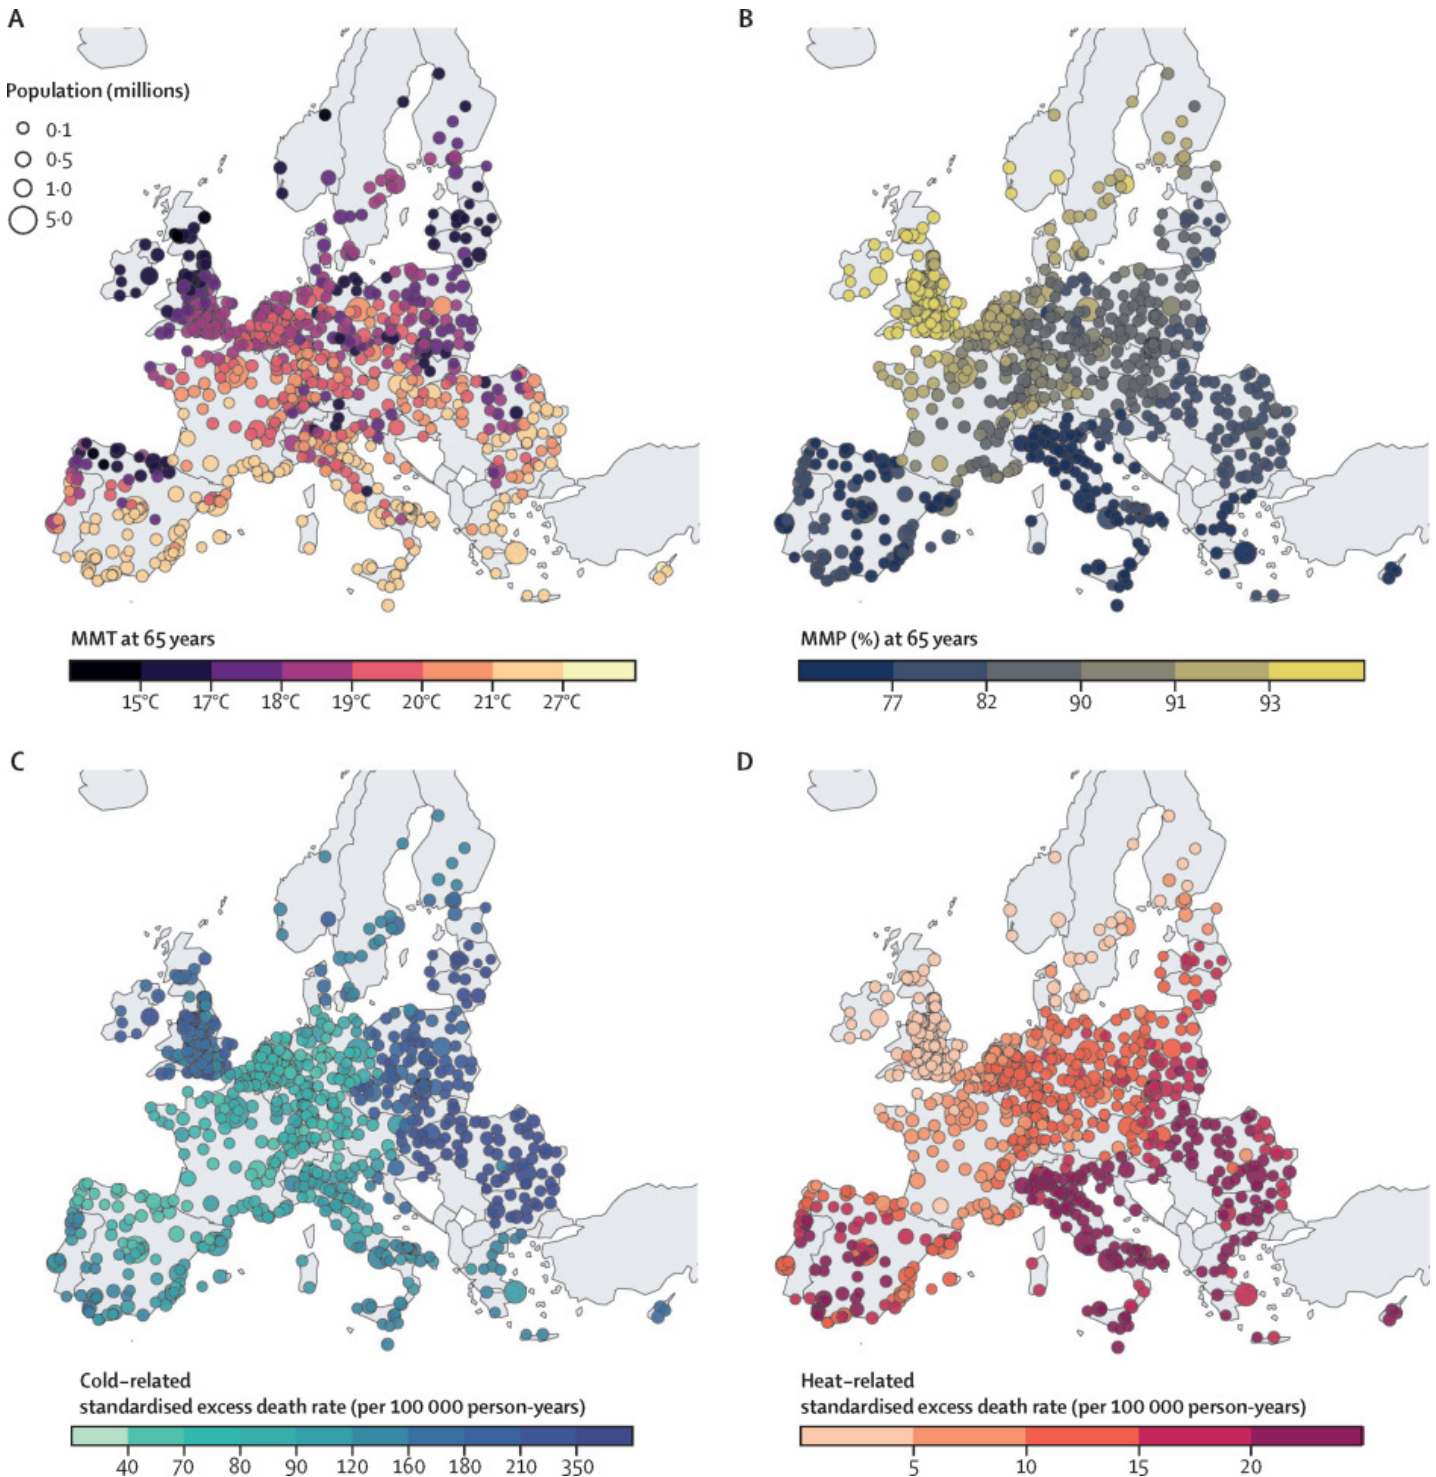 A
B
Population (millions)
0·1
0·5
1·0
5·0
MMT at 65 years
15°C 17°C 18°C 19°C 20°C 21°C 27°C
MMP (%) at 65 years
77 82 90 91 93
C
D
Cold–related
standardised excess death rate (per 100 000 person-years)
40 70 80 90 120 160 180 210 350
Heat–related
standardised excess death rate (per 100 000 person-years)
5 10 15 20